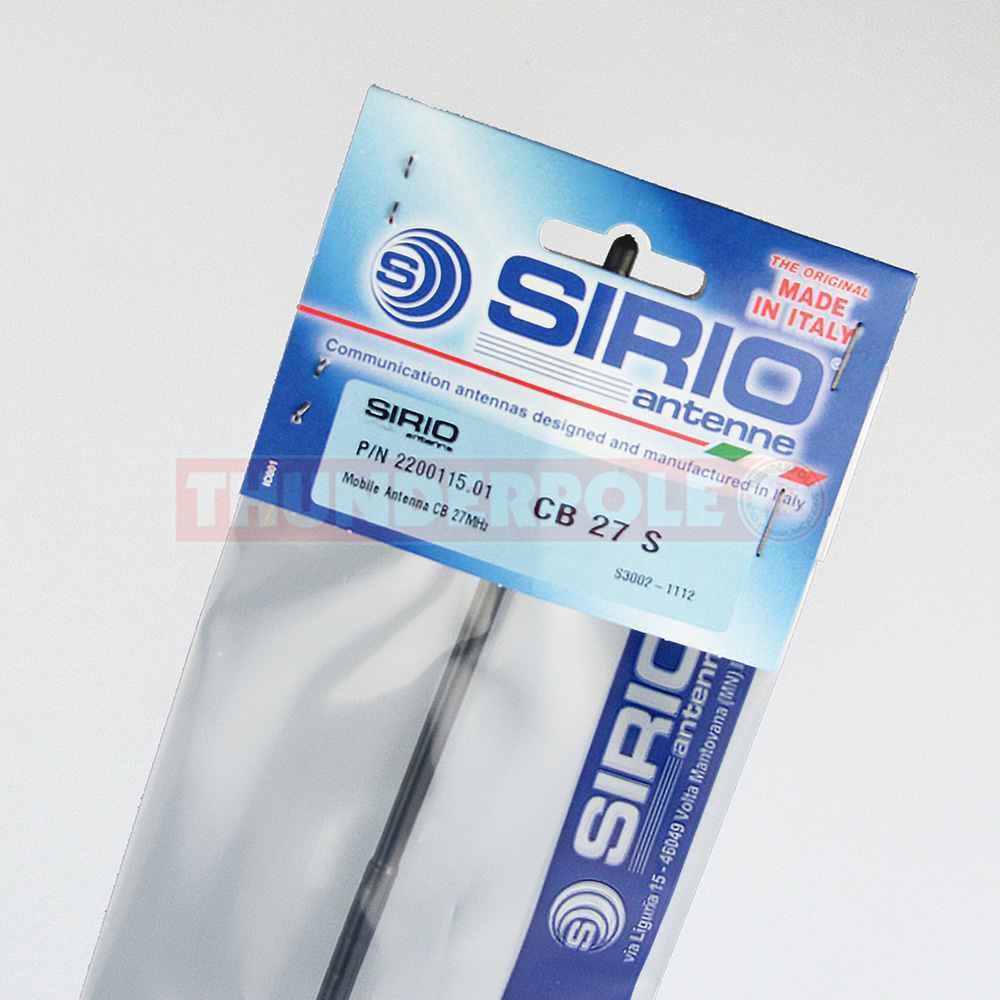 THE ORIGINAL
MADE
IN ITALY
S
SIRIO®
antenne
Communication antennas designed and manufactured in Italy
SIRIO
antenne
P/N 2200115.01
CB 27 S
Mobile Antenna CB 27MHz
S3002-1112
THUNDERPOLE
S
SIRIO
antenne
via Liguria 15 - 46049 Volta Mantovana (MN)